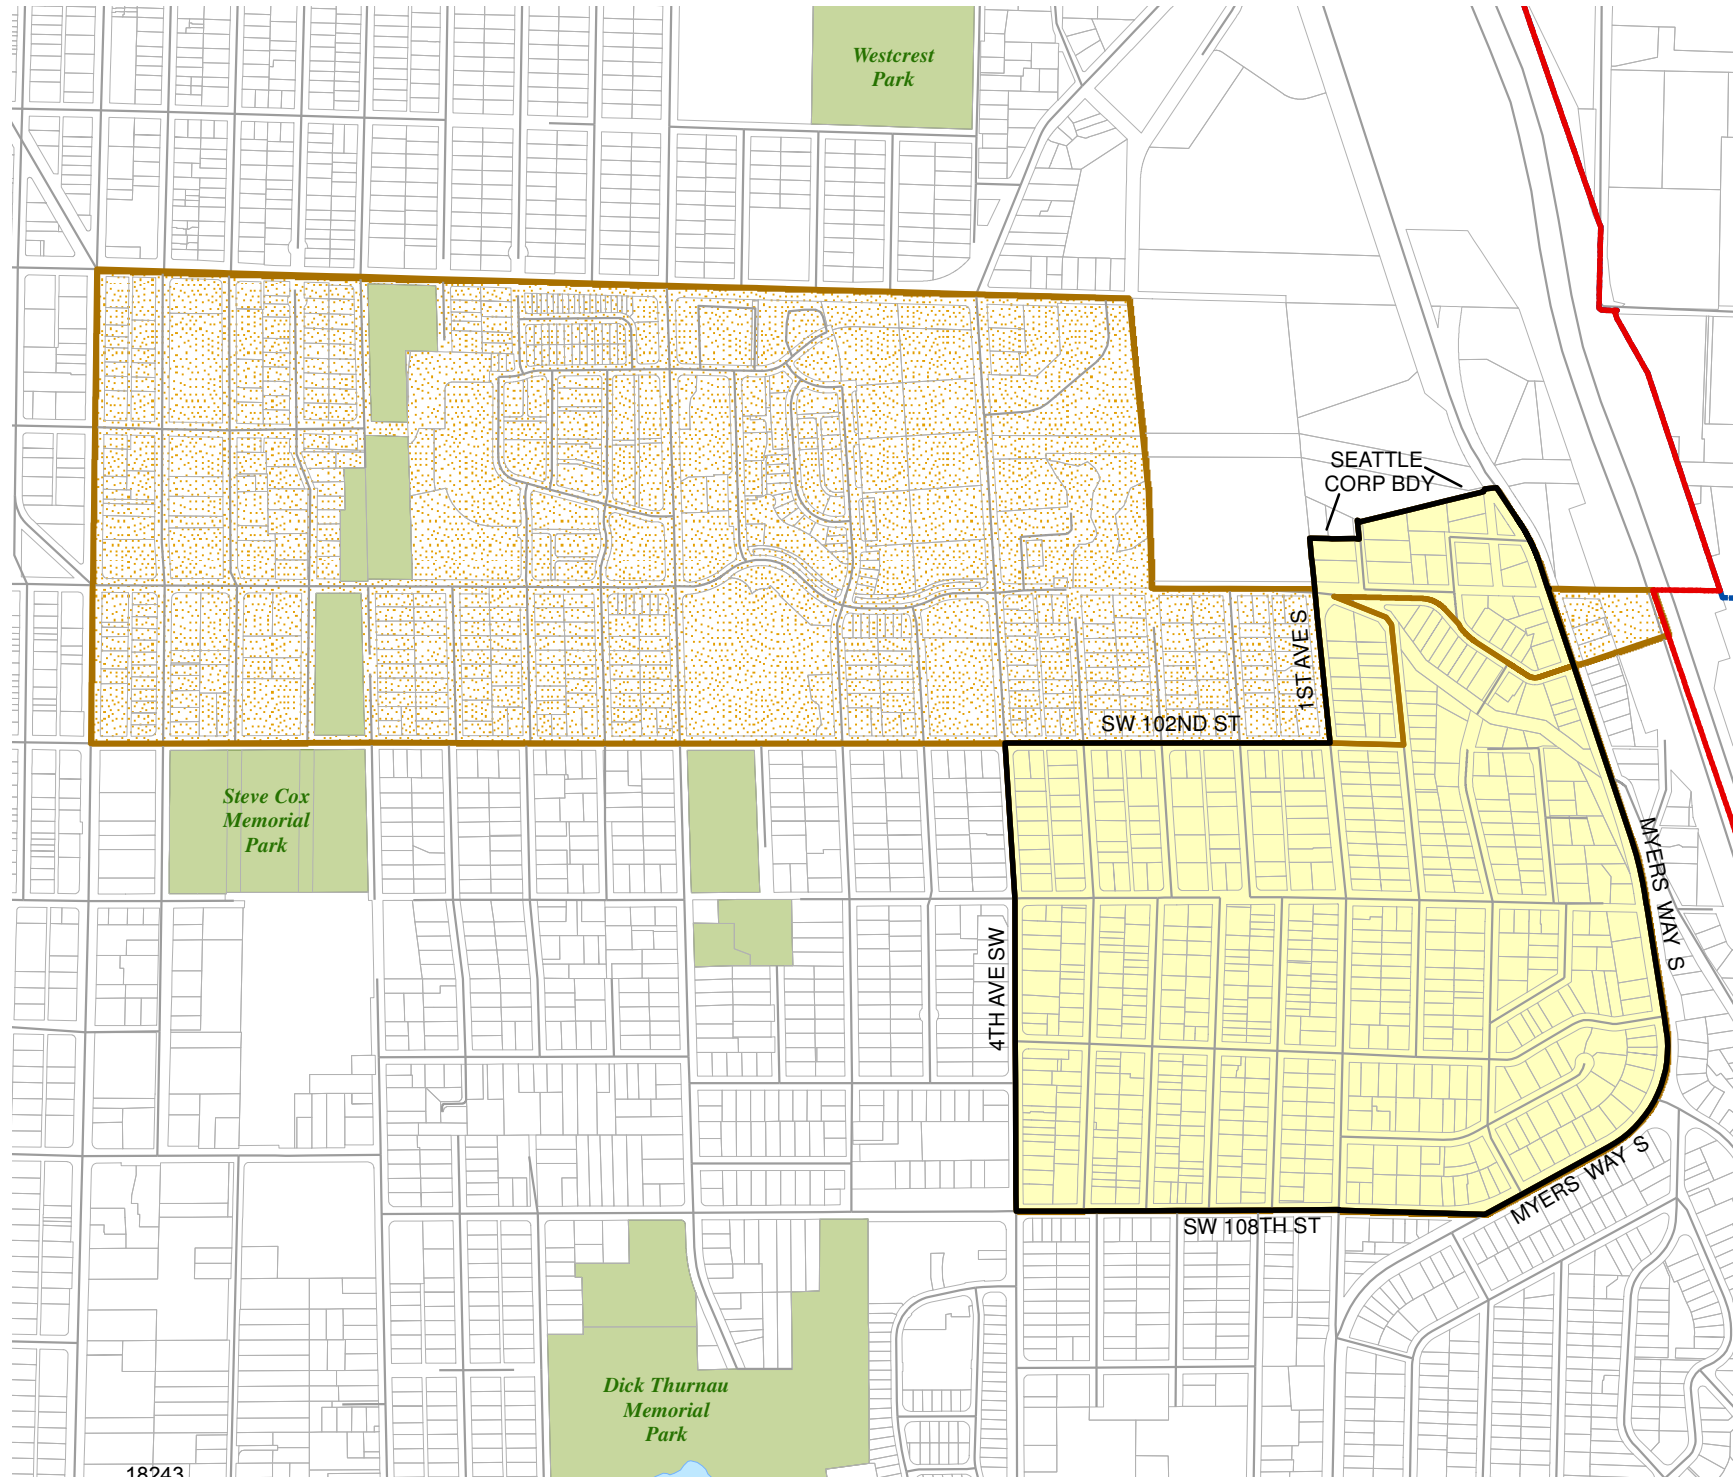 Westcrest
Park
SEATTLE
CORP BDY
1ST AVE S
SW 102ND ST
Steve Cox
Memorial
Park
MYERS WAY S
4TH AVE SW
MYERS WAY S
SW 108TH ST
Dick Thurnau
Memorial
Park
18243